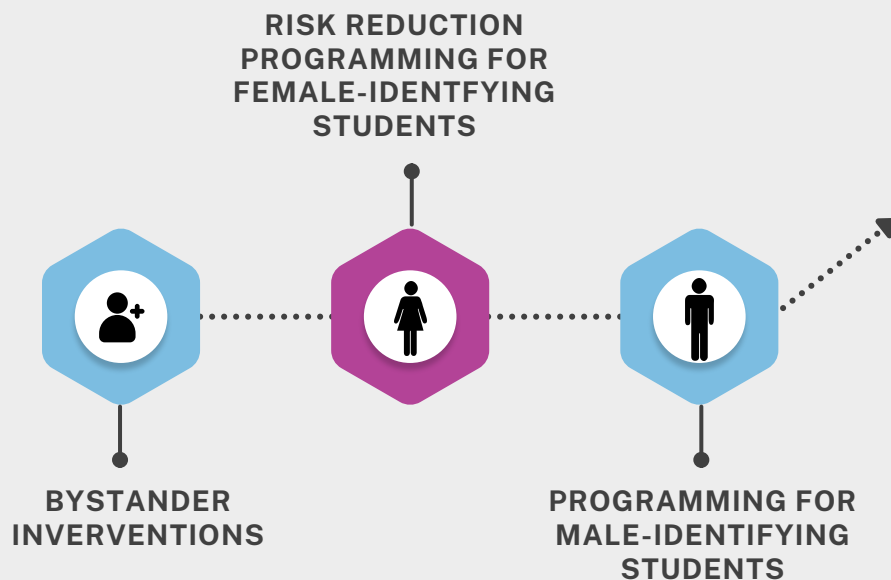 RISK REDUCTION
PROGRAMMING FOR
FEMALE-IDENTFYING
STUDENTS
BYSTANDER
INVERVENTIONS
PROGRAMMING FOR
MALE-IDENTIFYING
STUDENTS